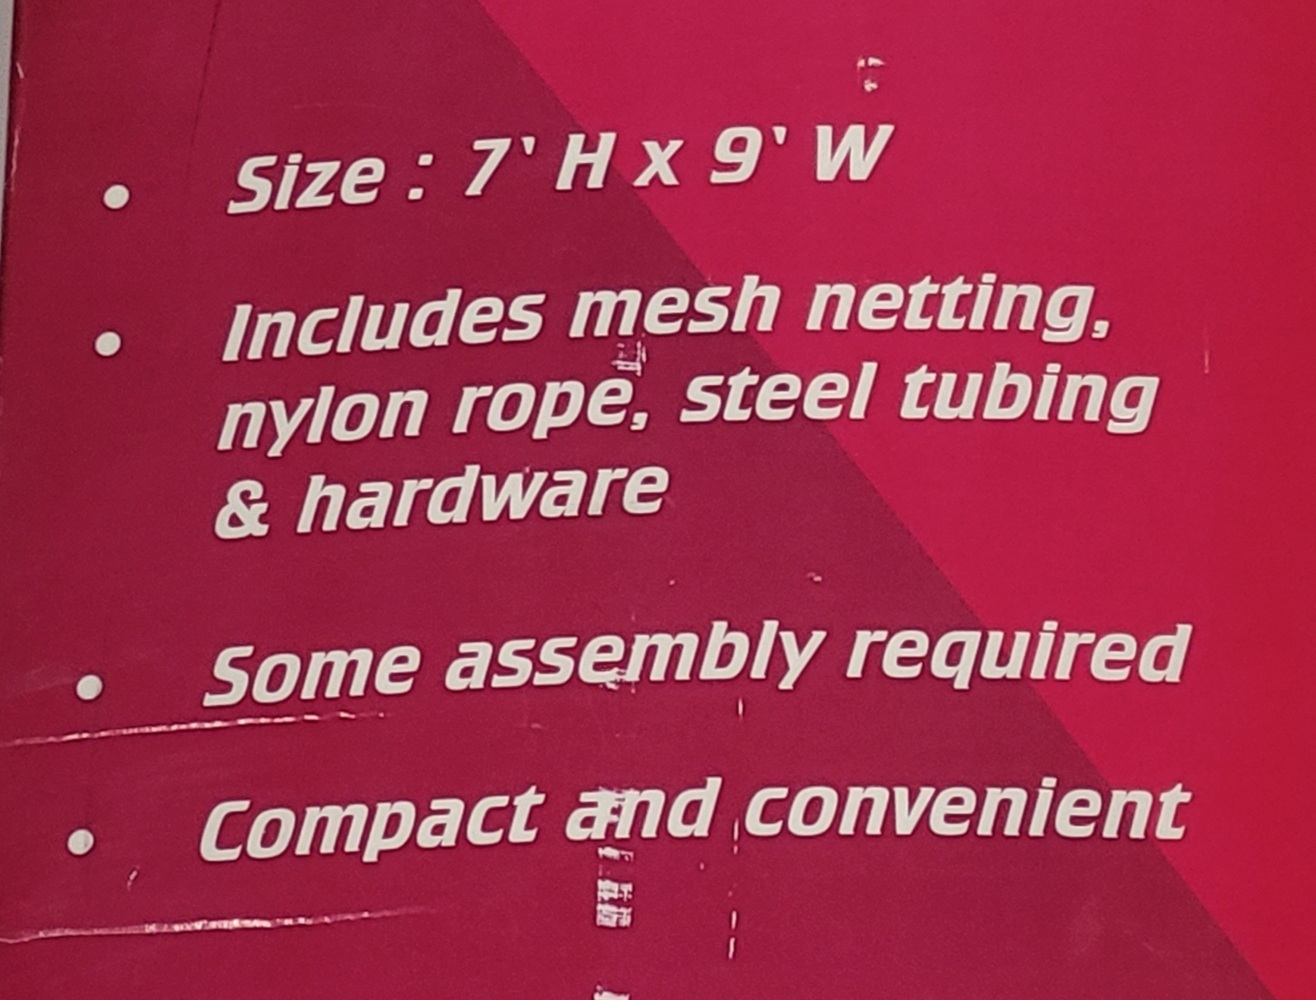 • Size : 7' H x 9' W
• Includes mesh netting,
nylon rope, steel tubing
& hardware
• Some assembly required
• Compact and convenient